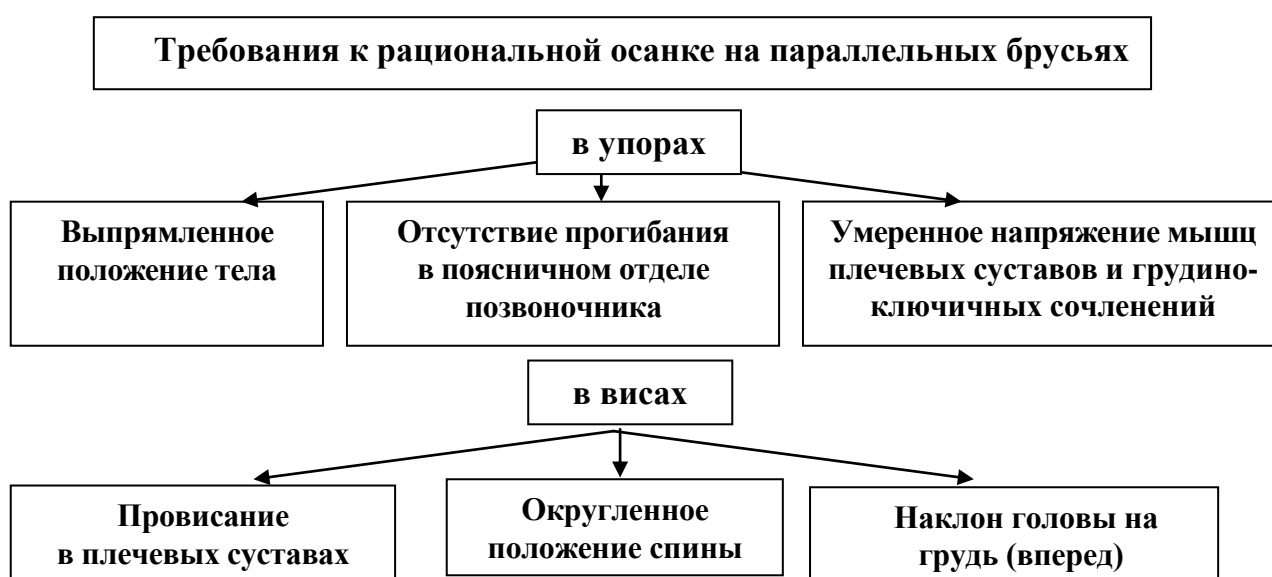 Требования к рациональной осанке на параллельных брусьях
в упорах
Выпрямленное
положение тела
Отсутствие прогибания
в поясничном отделе
позвоночника
Умеренное напряжение мышц
плечевых суставов и грудино-
ключичных сочленений
в висах
Провисание
в плечевых суставах
Округленное
положение спины
Наклон головы на
грудь (вперед)